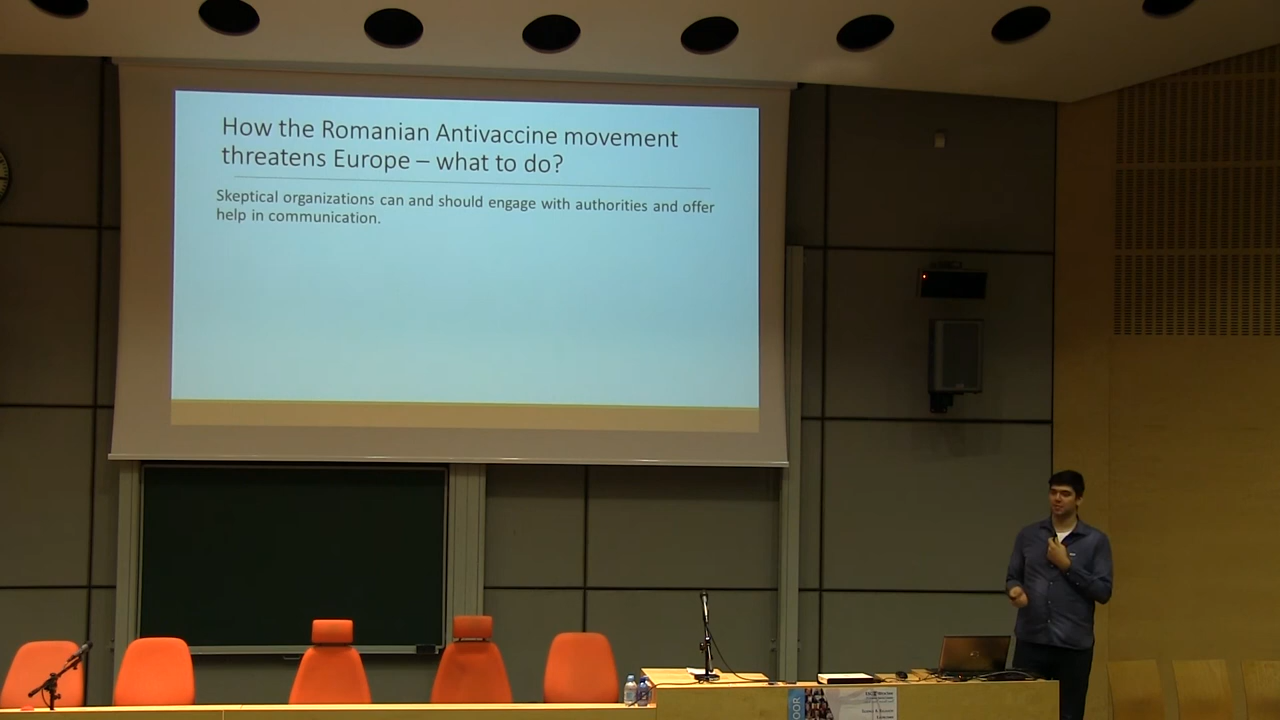 How the Romanian Antivaccine movement
threatens Europe – what to do?
Skeptical organizations can and should engage with authorities and offer
help in communication.